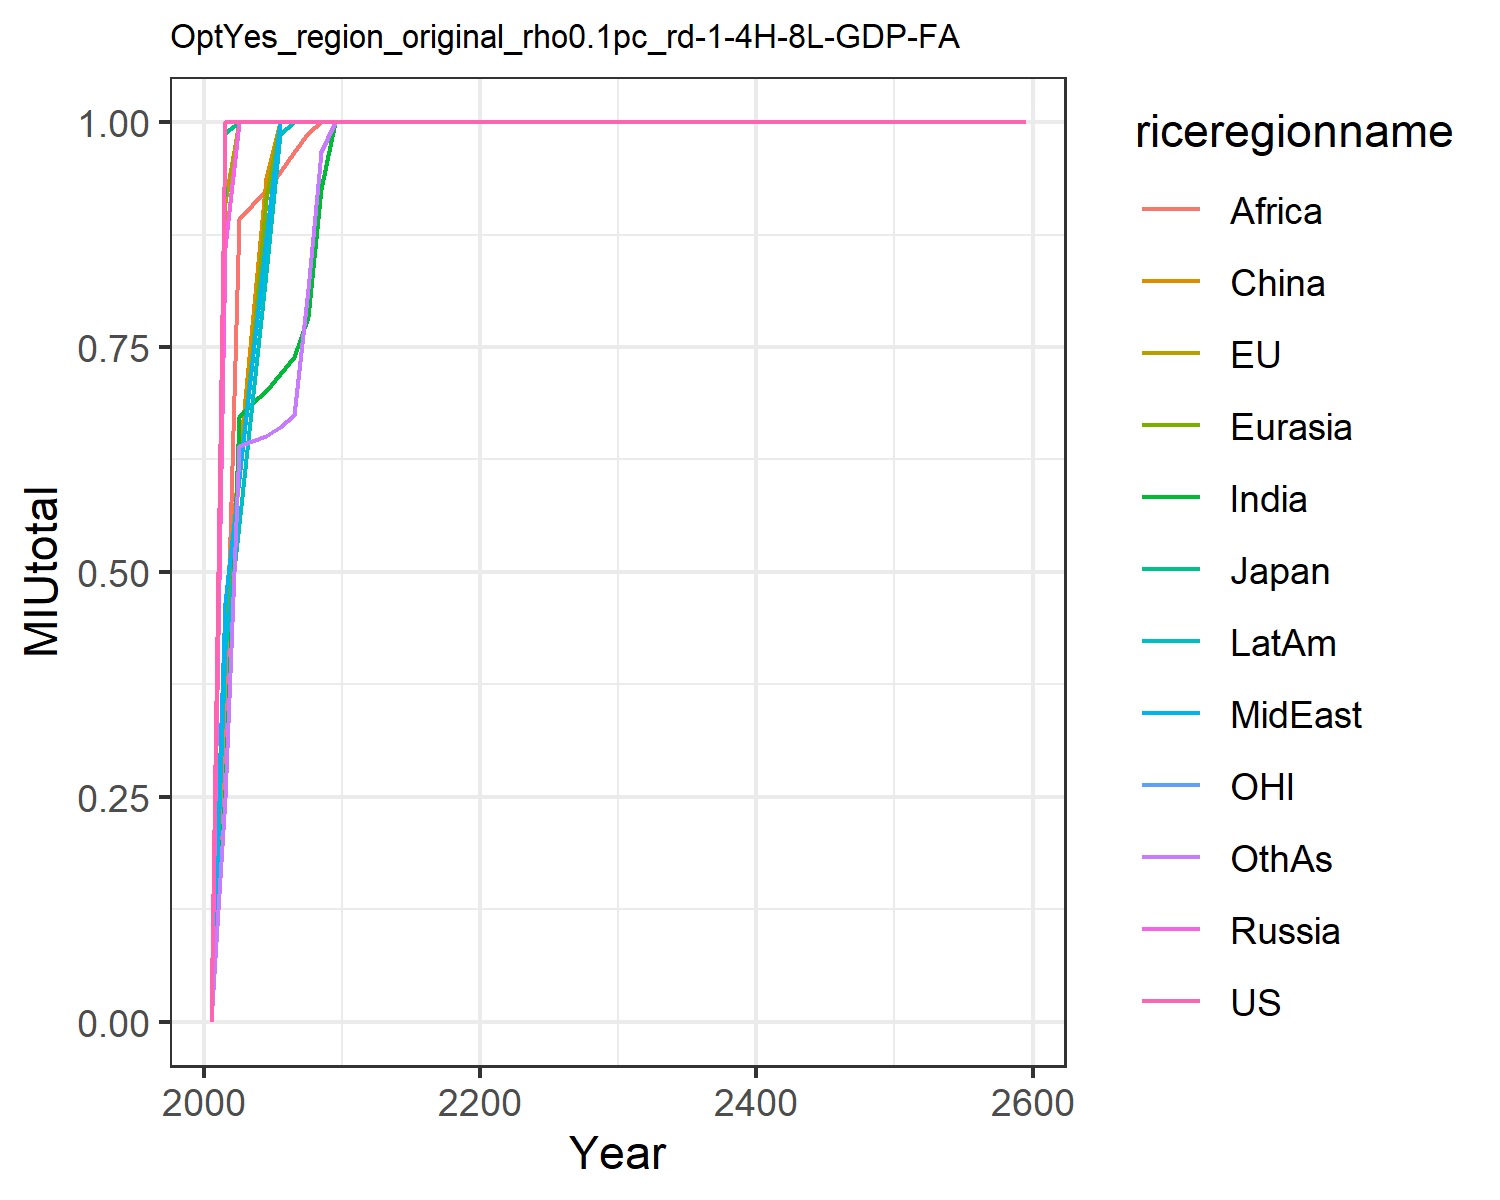 OptYes_region_original_rho0.1pc_rd-1-4H-8L-GDP-FA
MIUtotal
1.00
0.75
0.50
0.25
0.00
2000
2200
2400
2600
Year
riceregionname
Africa
China
EU
Eurasia
India
Japan
LatAm
MidEast
OHI
OthAs
Russia
US